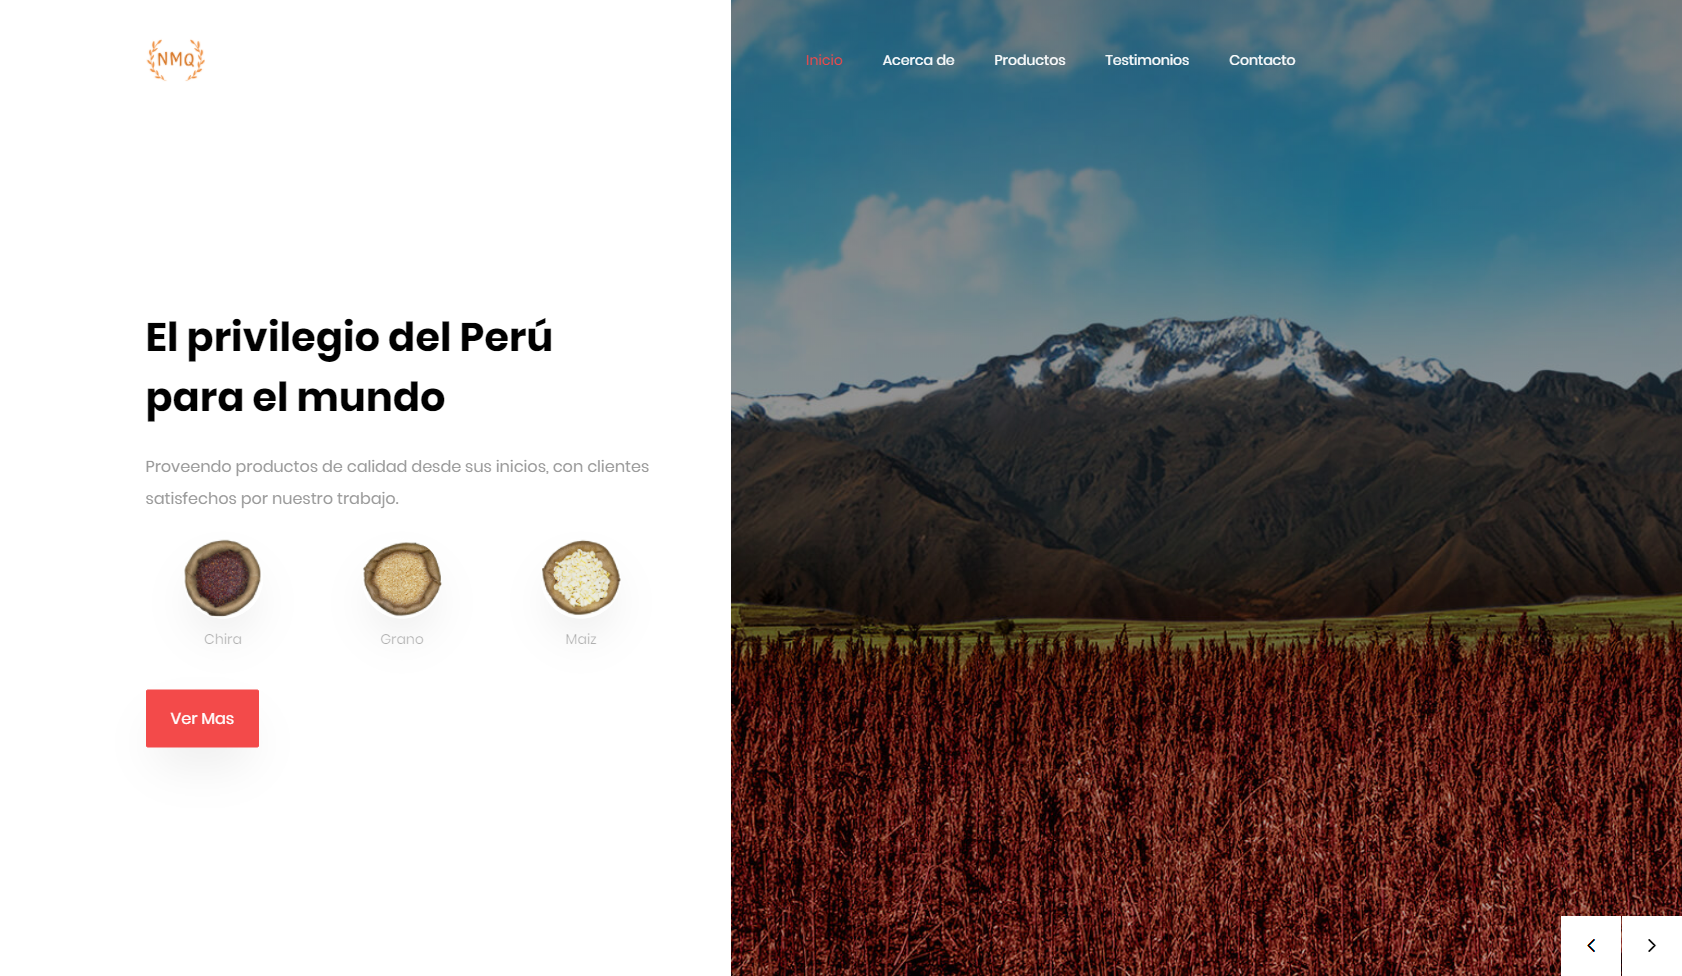 NMQ
Inicio Acerca de Productos Testimonios Contacto
El privilegio del Perú
para el mundo
Proveendo productos de calidad desde sus inicios, con clientes
satisfechos por nuestro trabajo.
Chira Grano Maiz
Ver Mas